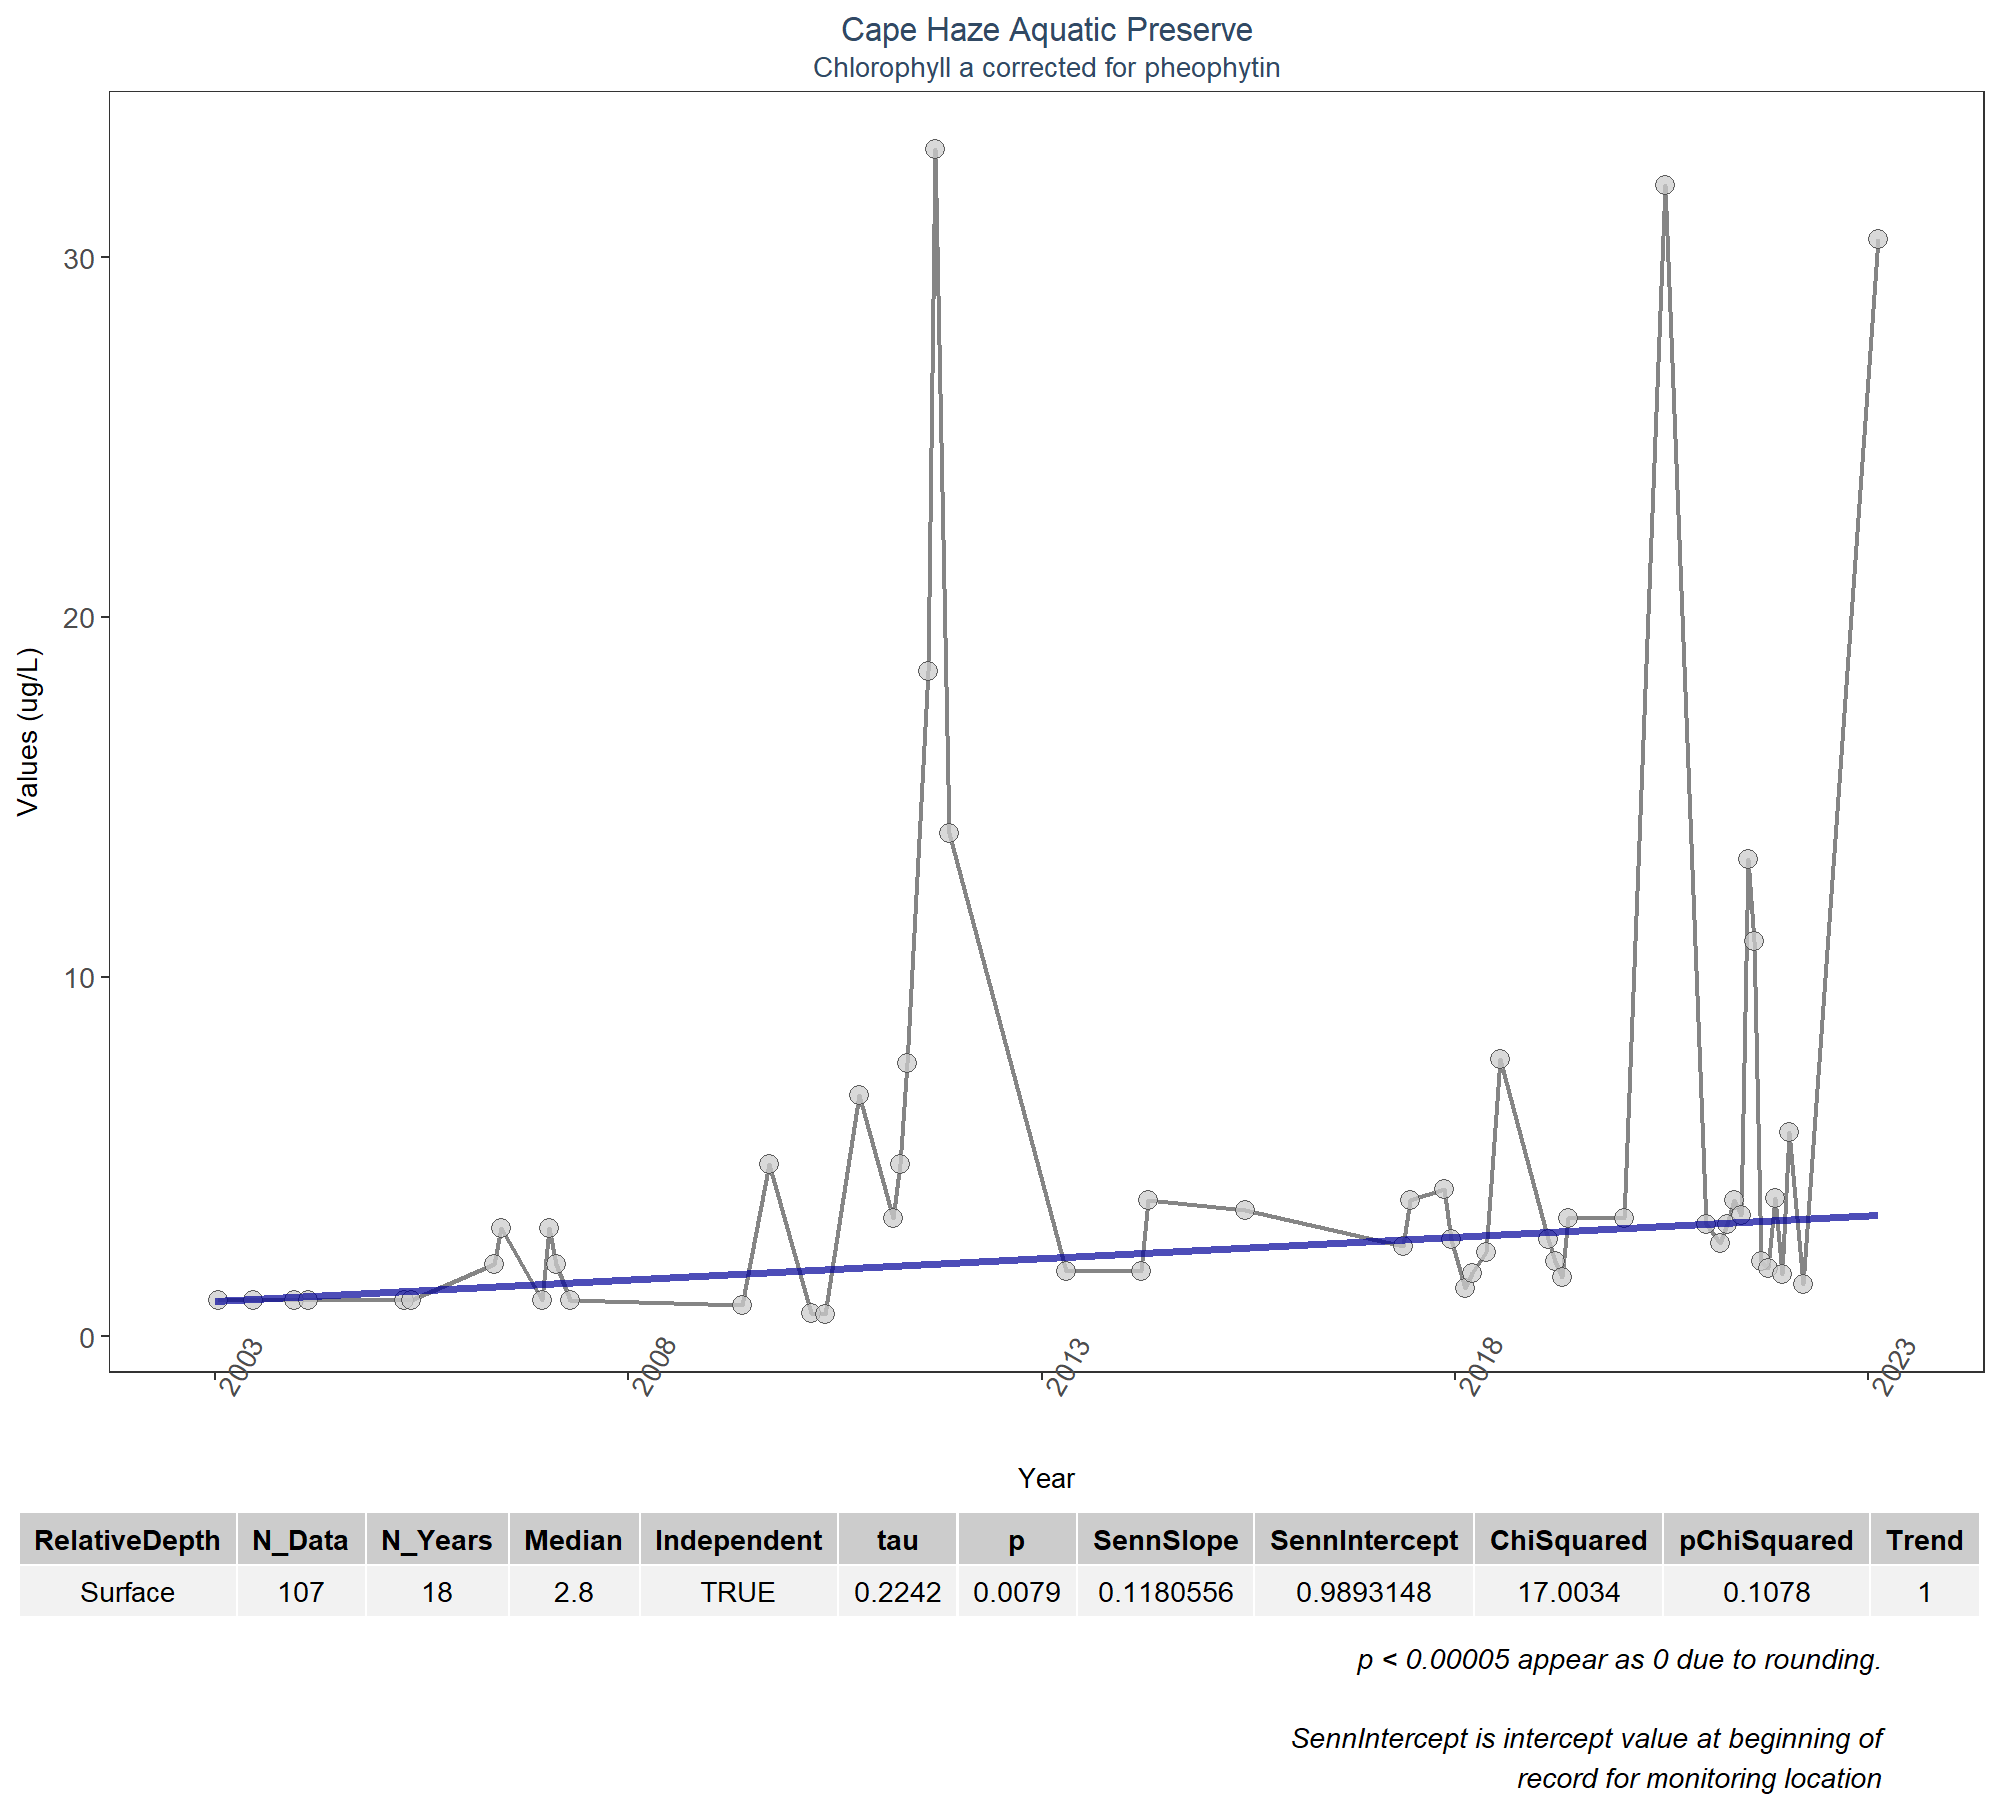 Cape Haze Aquatic Preserve
Chlorophyll a corrected for pheophytin
Values (ug/L)
30
20
10
0
2003 2008 2013 2018 2023
Year
RelativeDepth N_Data N_Years Median Independent tau p SennSlope SennIntercept ChiSquared pChiSquared Trend
Surface 107 18 2.8 TRUE 0.2242 0.0079 0.1180556 0.9893148 17.0034 0.1078 1
p < 0.00005 appear as 0 due to rounding.
SennIntercept is intercept value at beginning of
record for monitoring location